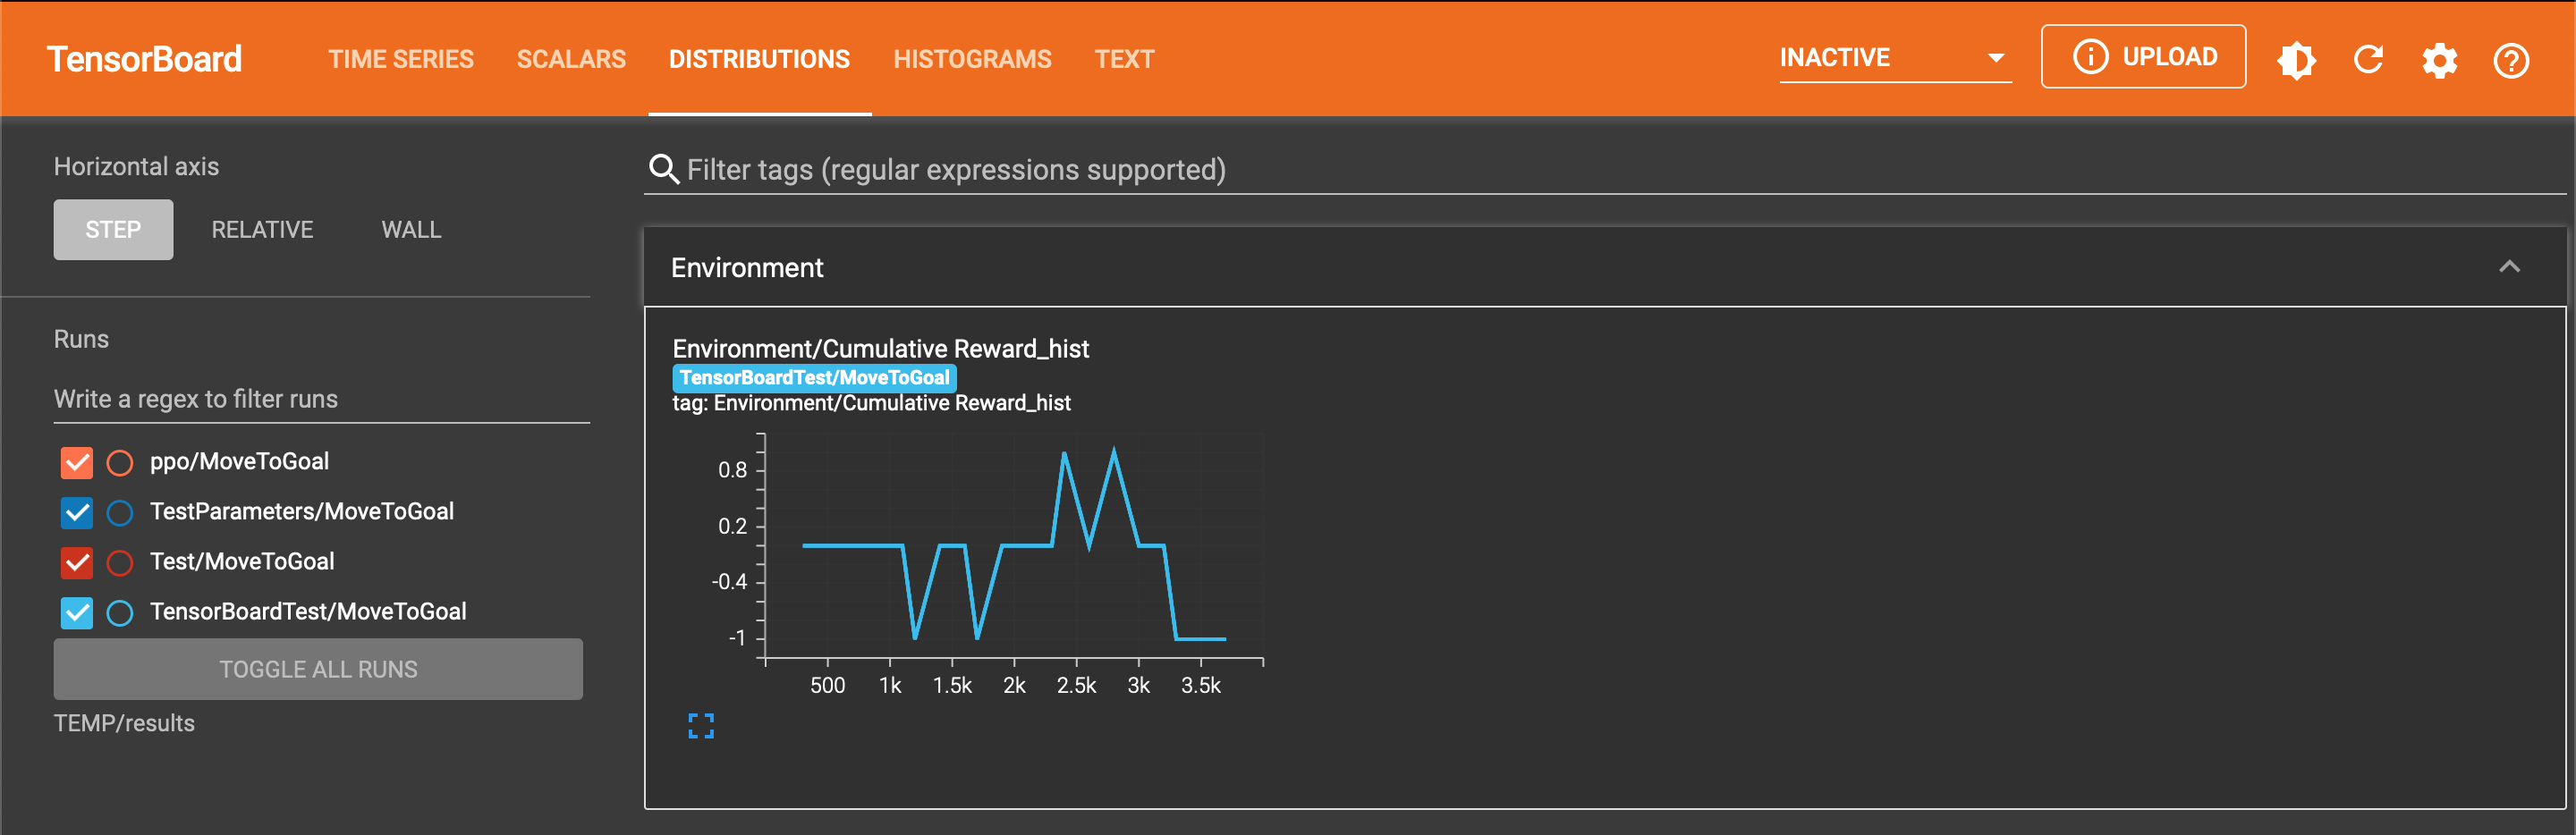 TensorBoard
TIME SERIES
SCALARS
DISTRIBUTIONS
HISTOGRAMS
TEXT
INACTIVE
UPLOAD
Horizontal axis
STEP
RELATIVE
WALL
Runs
Write a regex to filter runs
ppo/MoveToGoal
TestParameters/MoveToGoal
Test/MoveToGoal
TensorBoardTest/MoveToGoal
TOGGLE ALL RUNS
TEMP/results
Filter tags (regular expressions supported)
Environment
Environment/Cumulative Reward_hist
TensorBoardTest/MoveToGoal
tag: Environment/Cumulative Reward_hist
0.8
0.2
-0.4
-1
500 1k 1.5k 2k 2.5k 3k 3.5k